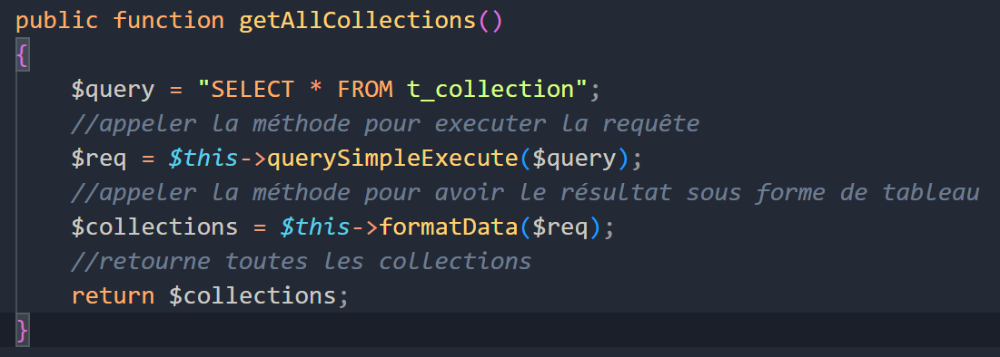 public function getAllCollections()
{
$query = "SELECT * FROM t_collection";
//appeler la méthode pour executer la requête
$req = $this->querySimpleExecute($query);
//appeler la méthode pour avoir le résultat sous forme de tableau
$collections = $this->formatData($req);
//retourne toutes les collections
return $collections;
}